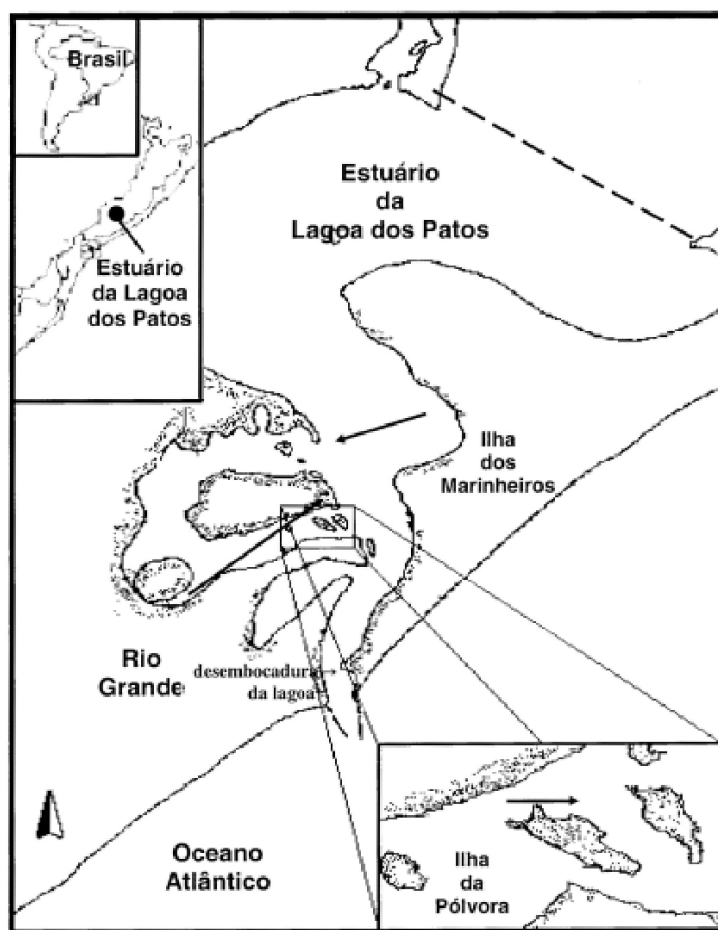 Brasil
Estuário
da Lagoa
dos Patos
Estuário
da
Lagoa dos Patos
Ilha
dos
Marinheiros
Rio
Grande
desembocadura
da lagoa
Oceano
Atlântico
Ilha
da
Pólvora